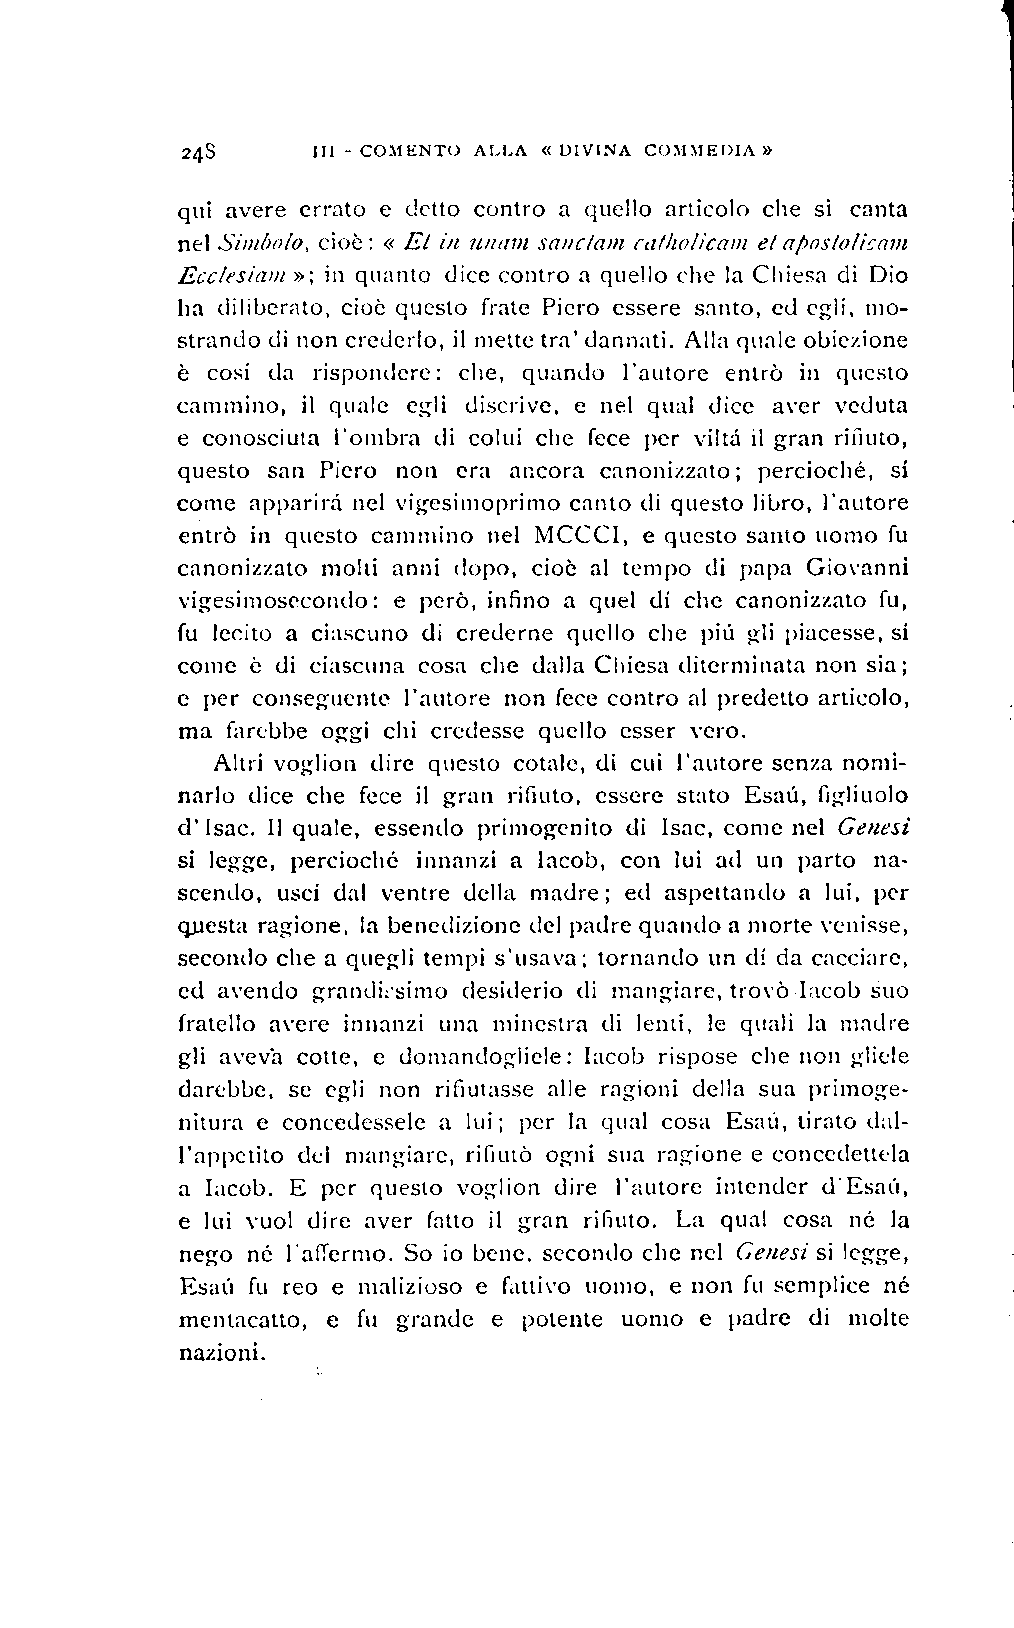 248 III - COMENTO ALLA « DIVINA COMMEDIA »
qui avere errato e detto contro a quello articolo che si canta
nel Simbolo, cioè: « Et in unam sanctam catholicam et apostolicam
Ecclesiam »; in quanto dice contro a quello che la Chiesa di Dio
ha diliberato, cioè questo frate Piero essere santo, ed egli, mo-
strando di non crederlo, il mette tra' dannati. Alla quale obiezione
è cosí da rispondere: che, quando l'autore entrò in questo
cammino, il quale egli discrive, e nel qual dice aver veduta
e conosciuta l'ombra di colui che fece per viltá il gran rifiuto,
questo san Piero non era ancora canonizzato; percioché, sí
come apparirá nel vigesimoprimo canto di questo libro, l'autore
entrò in questo cammino nel MCCCI, e questo santo uomo fu
canonizzato molti anni dopo, cioè al tempo di papa Giovanni
vigesimosecondo: e però, infino a quel dí che canonizzato fu,
fu lecito a ciascuno di crederne quello che piú gli piacesse, sí
come è di ciascuna cosa che dalla Chiesa diterminata non sia;
e per conseguente l'autore non fece contro al predetto articolo,
ma farebbe oggi chi credesse quello esser vero.
Altri voglion dire questo cotale, di cui l'autore senza nomi-
narlo dice che fece il gran rifiuto, essere stato Esaú, figliuolo
d'Isac. Il quale, essendo primogenito di Isac, come nel Genesi
si legge, percioché innanzi a Iacob, con lui ad un parto na-
scendo, uscí dal ventre della madre; ed aspettando a lui, per
questa ragione, la benedizione del padre quando a morte venisse,
secondo che a quegli tempi s'usava; tornando un dí da cacciare,
ed avendo grandissimo desiderio di mangiare, trovò Iacob suo
fratello avere innanzi una minestra di lenti, le quali la madre
gli aveva cotte, e domandogliele: Iacob rispose che non gliele
darebbe, se egli non rifiutasse alle ragioni della sua primoge-
nitura e concedessele a lui; per la qual cosa Esaú, tirato dal-
l'appetito del mangiare, rifiutò ogni sua ragione e concedettela
a Iacob. E per questo voglion dire l'autore intender d'Esaú,
e lui vuol dire aver fatto il gran rifiuto. La qual cosa né la
nego né l'affermo. So io bene, secondo che nel Genesi si legge,
Esaú fu reo e malizioso e fattivo uomo, e non fu semplice né
mentacatto, e fu grande e potente uomo e padre di molte
nazioni.